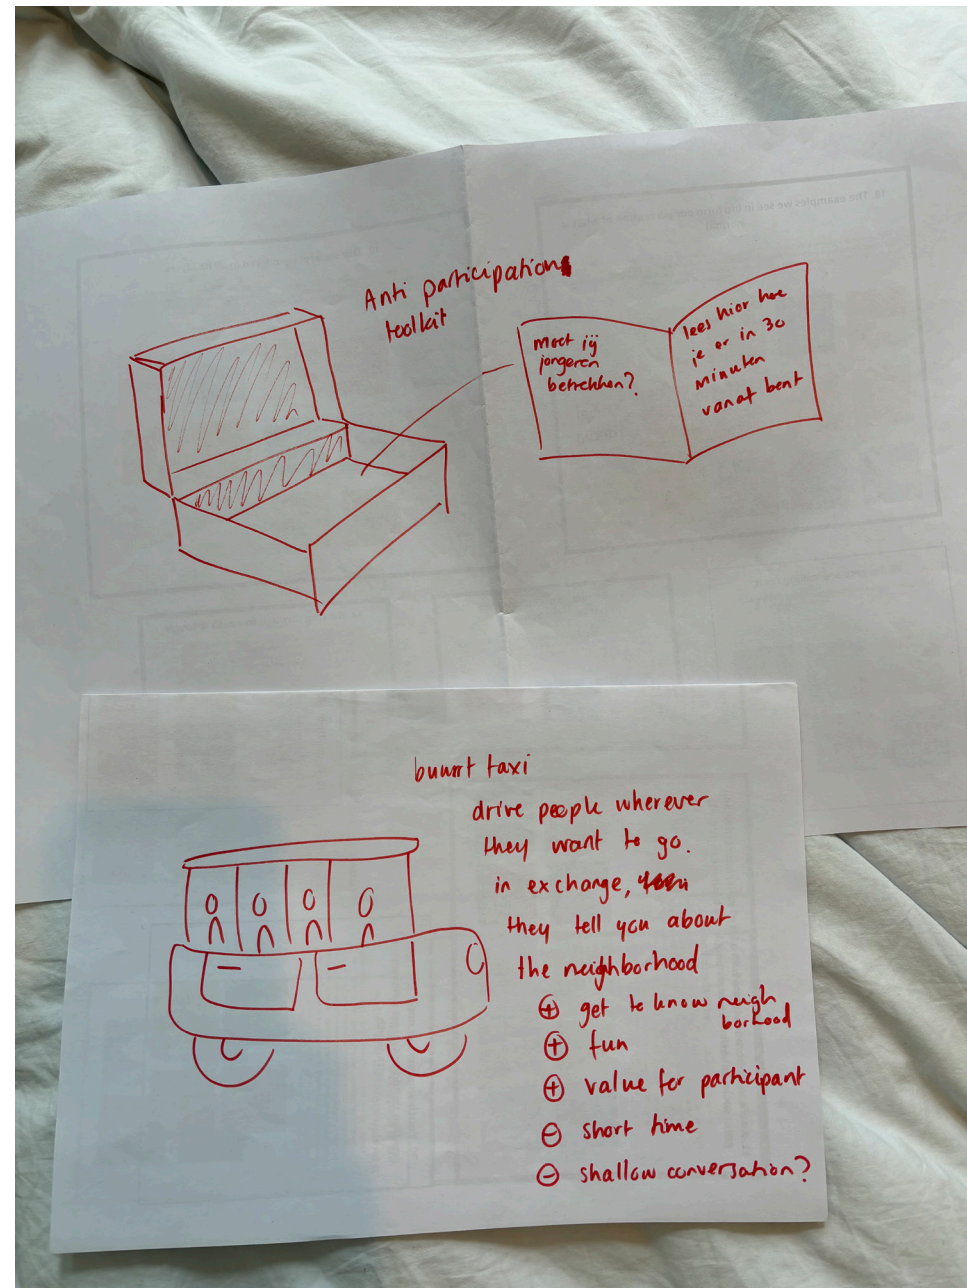 Anti participation
toolkit
moet jij
jongeren
betrekken?
lees hier hoe
je er in 30
minuten
vanaf bent
buurt taxi
drive people wherever
they want to go.
in exchange,
they tell you about
the neighborhood
+ get to know neigh
borhood
+ fun
+ value for participant
- short time
- shallow conversation?